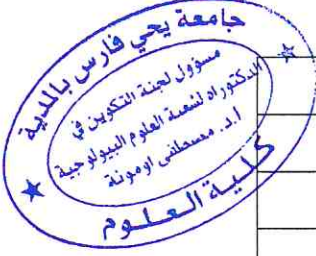 جامعة يحي فارس بالمدية
مسؤول لجنة التكوين في
الدكتوراه لشعبة العلوم البيولوجية
أ.د. مصطفى اومونة
كلية العلوم